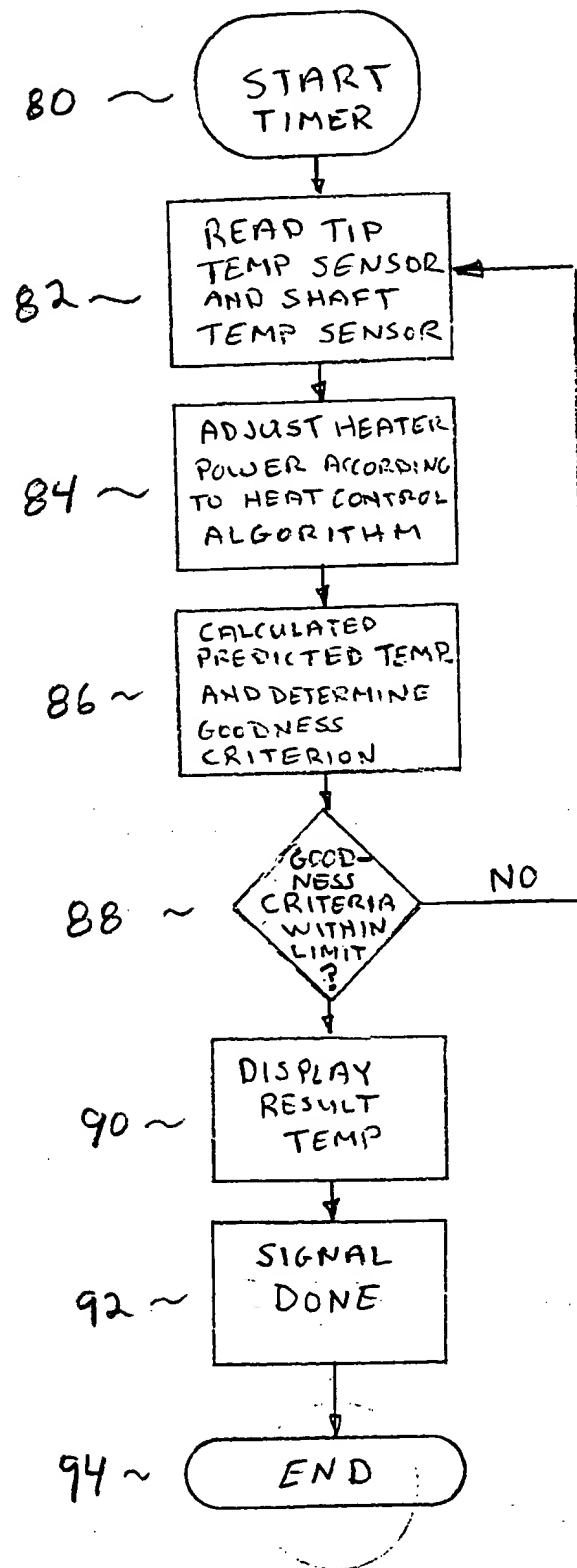 80 ~
START
TIMER
82 ~
READ TIP
TEMP SENSOR
AND SHAFT
TEMP SENSOR
84 ~
ADJUST HEATER
POWER ACCORDING
TO HEAT CONTROL
ALGORITHM
86 ~
CALCULATED
PREDICTED TEMP
AND DETERMINE
GOODNESS
CRITERION
88 ~
GOOD-
NESS
CRITERIA
WITHIN
LIMIT
?
NO
90 ~
DISPLAY
RESULT
TEMP
92 ~
SIGNAL
DONE
94 ~
END